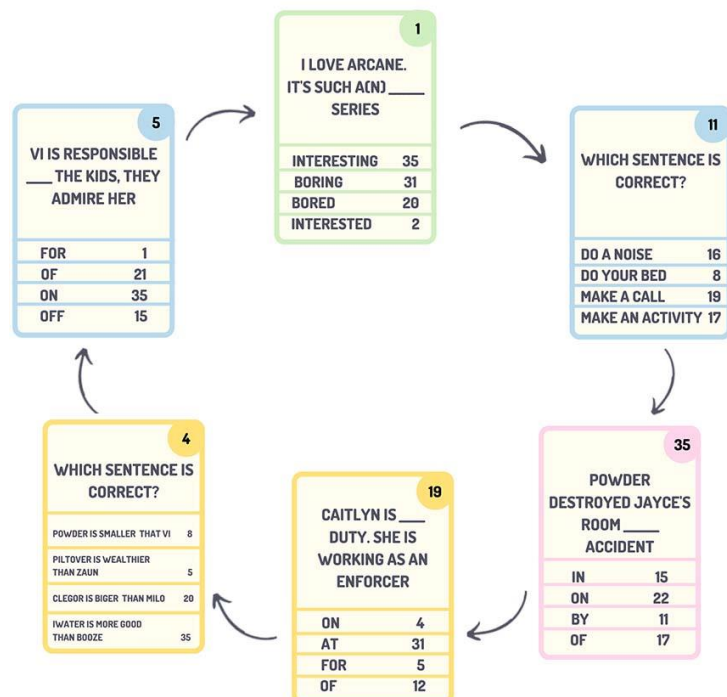 1
I LOVE ARCANE.
IT'S SUCH A(N) ____
SERIES
INTERESTING 35
BORING 31
BORED 20
INTERESTED 2
11
WHICH SENTENCE IS
CORRECT?
DO A NOISE 16
DO YOUR BED 8
MAKE A CALL 19
MAKE AN ACTIVITY 17
35
POWDER
DESTROYED JAYCE'S
ROOM ____
ACCIDENT
IN 15
ON 22
BY 11
OF 17
19
CAITLYN IS ___
DUTY. SHE IS
WORKING AS AN
ENFORCER
ON 4
AT 31
FOR 5
OF 12
4
WHICH SENTENCE IS
CORRECT?
POWDER IS SMALLER THAT VI 8
PILTOVER IS WEALTHIER
THAN ZAUN 5
CLEGOR IS BIGER THAN MILO 20
IWATER IS MORE GOOD
THAN BOOZE 35
5
VI IS RESPONSIBLE
___ THE KIDS, THEY
ADMIRE HER
FOR 1
OF 21
ON 35
OFF 15